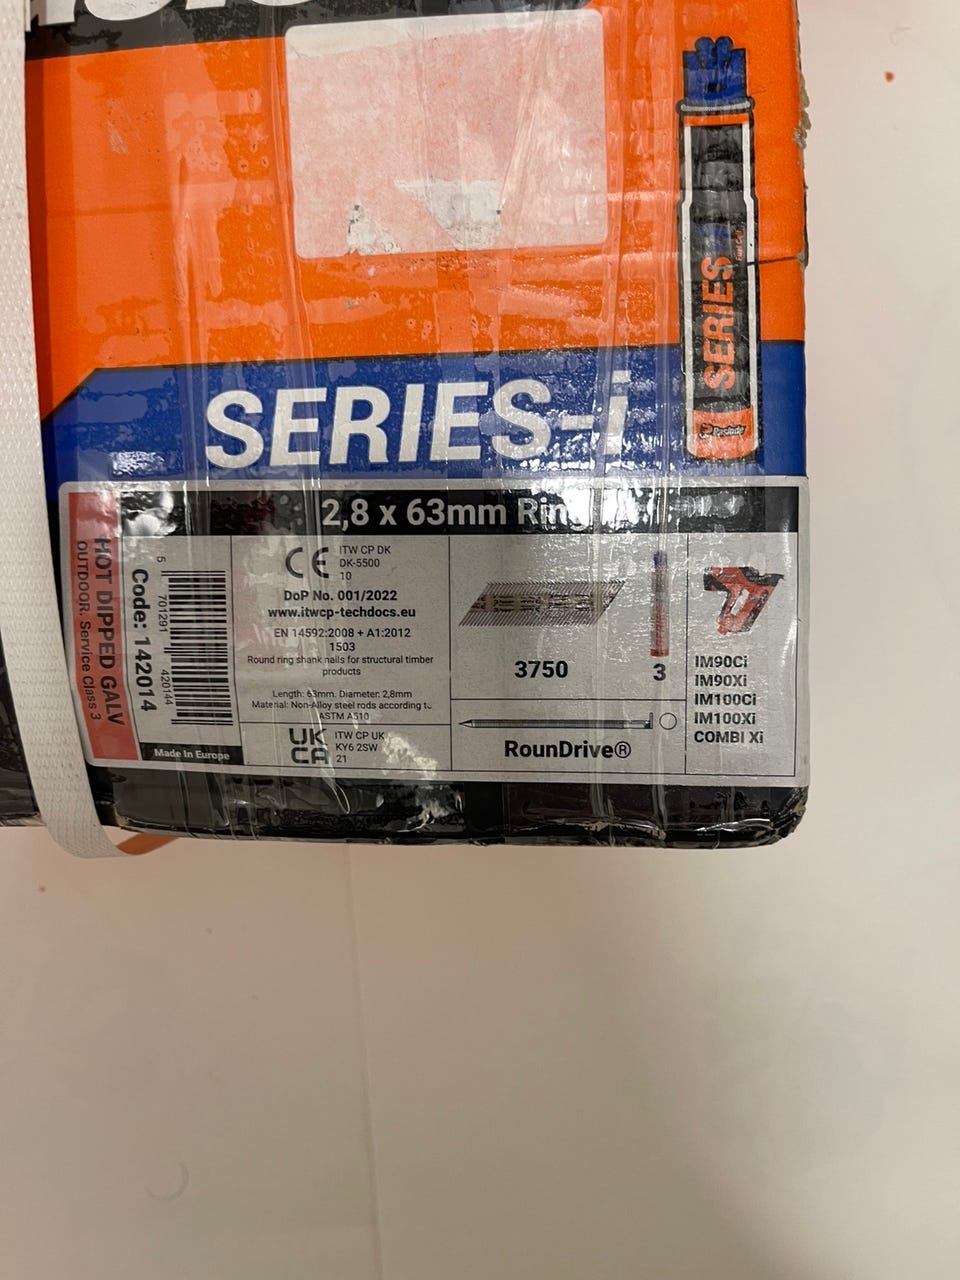 SERIES-i
SERIES
Paslode
2,8 x 63mm
HOT DIPPED GALV
OUTDOOR. Service Class 3
Code: 142014
5 701291 420144
Made In Europe
CE
ITW CP DK
DK-5500
10
DoP No. 001/2022
www.itwcp-techdocs.eu
EN 14592:2008 + A1:2012
1503
Round ring shank nails for structural timber
products
Length: 63mm. Diameter: 2,8mm
Material: Non-Alloy steel rods according to
ASTM A510
UK
CA
ITW CP UK
KY6 2SW
21
3750
3
RounDrive®
IM90Ci
IM90Xi
IM100Ci
IM100Xi
COMBI Xi